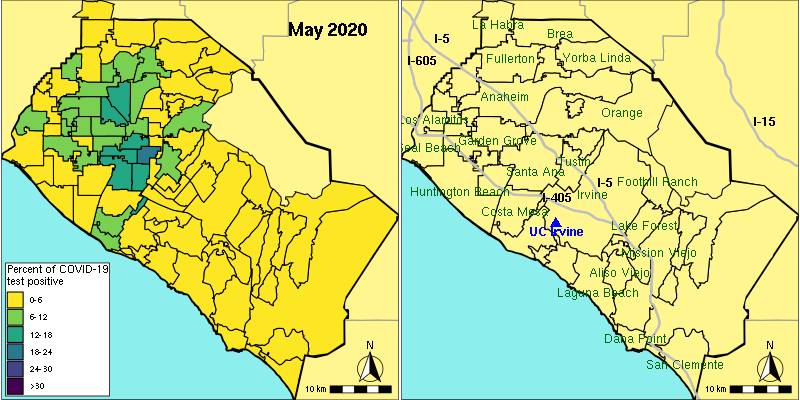 May 2020
Percent of COVID-19
test positive
0-6
6-12
12-18
18-24
24-30
>30
N
10 km
La Habra
Brea
I-5
I-605
Fullerton
Yorba Linda
Anaheim
Orange
I-15
Los Alamitos
Garden Grove
Seal Beach
Tustin
Santa Ana
I-5
Foothill Ranch
Huntington Beach
I-405
Irvine
Costa Mesa
UC Irvine
Lake Forest
Mission Viejo
Aliso Viejo
Laguna Beach
Dana Point
San Clemente
N
10 km